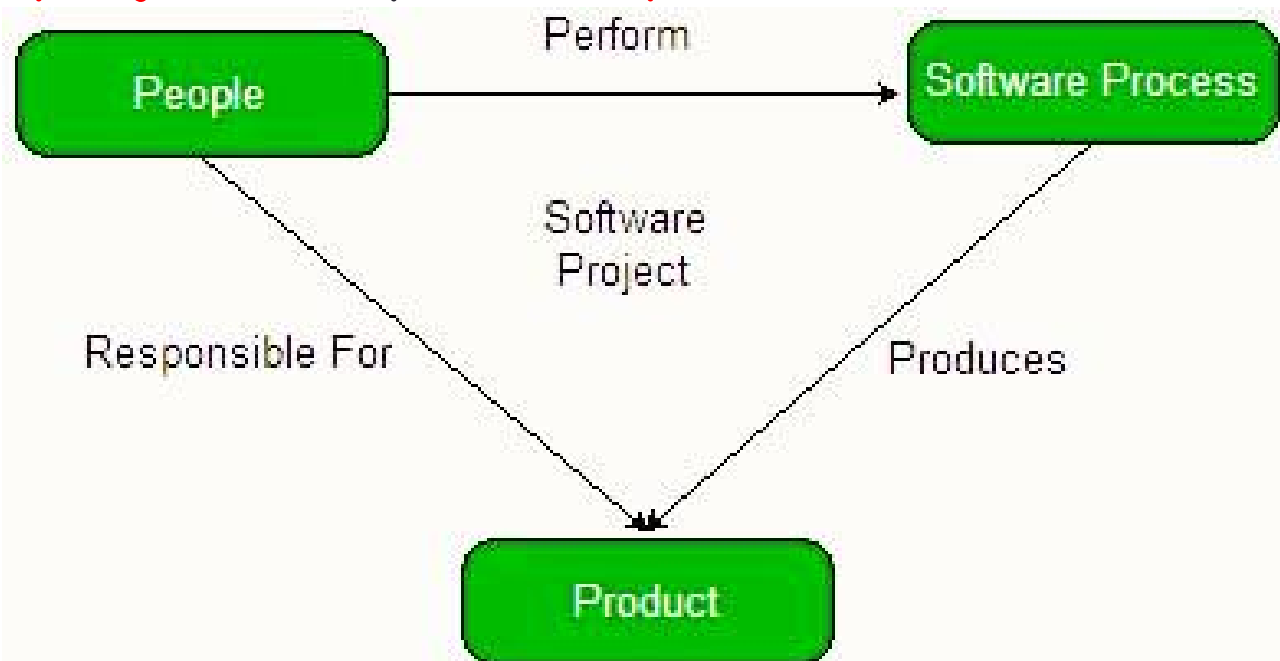 Perform
People
Software Process
Software
Project
Responsible For
Produces
Product